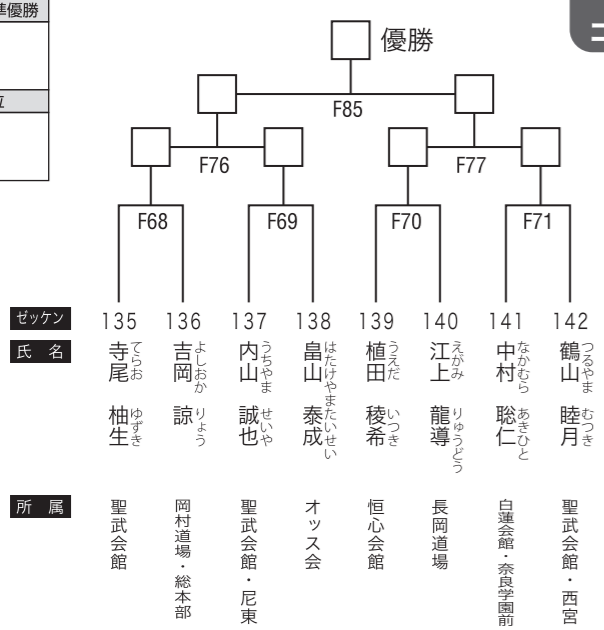 準優勝
位
コ
優勝
F85
F76
F77
F68
F69
F70
F71
ゼッケン
135
136
137
138
139
140
141
142
氏 名
寺尾 柚生
てらお ゆずき
吉岡 諒
よしおか りょう
内山 誠也
うちやま せいや
畠山 泰成
はたけやま たいせい
植田 稜希
うえだ いつき
江上 龍導
えがみ りゅうどう
中村 聡仁
なかむら あきひと
鶴山 睦月
つるやま むつき
所 属
聖武会館
岡村道場・総本部
聖武会館・尼東
オッス会
恒心会館
長岡道場
白蓮会館・奈良学園前
聖武会館・西宮